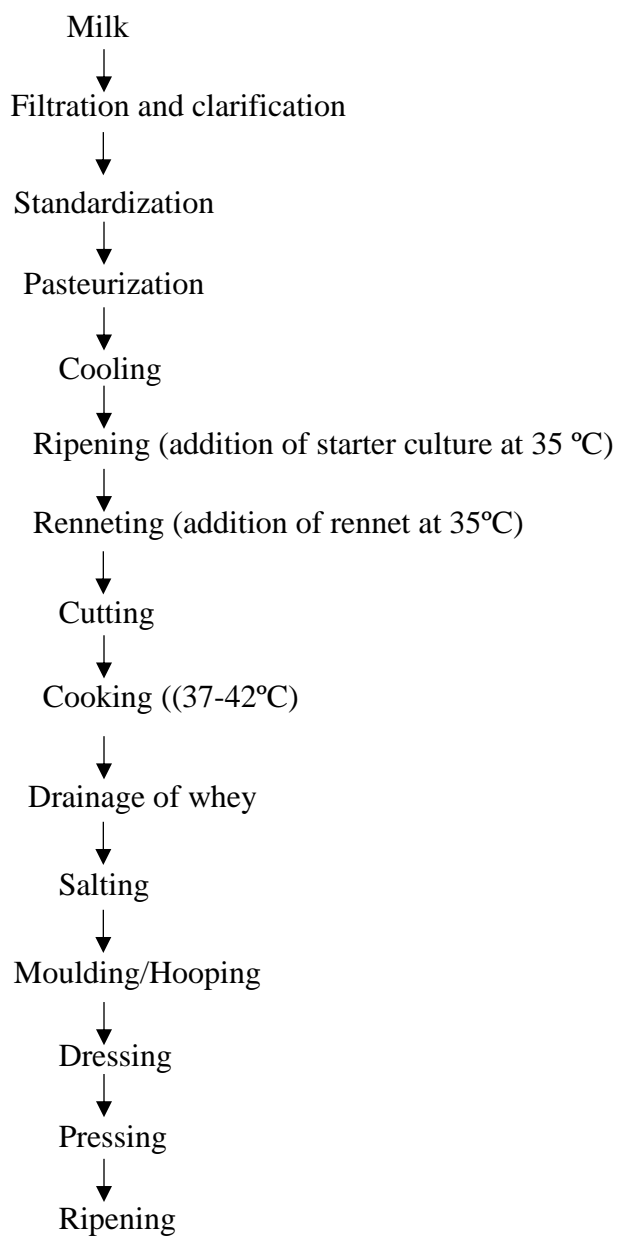 Milk
Filtration and clarification
Standardization
Pasteurization
Cooling
Ripening (addition of starter culture at 35 ºC)
Renneting (addition of rennet at 35ºC)
Cutting
Cooking ((37-42ºC)
Drainage of whey
Salting
Moulding/Hooping
Dressing
Pressing
Ripening